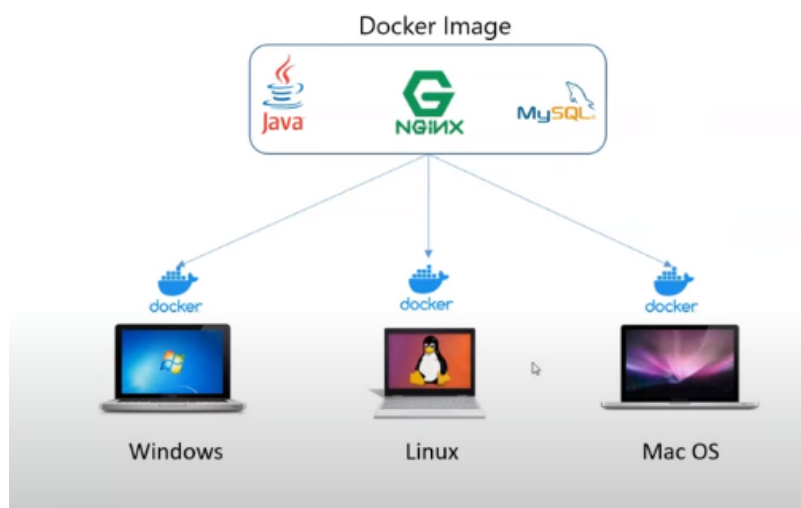 Docker Image
Java
NGiNX
MySQL
docker
docker
docker
Windows
Linux
Mac OS